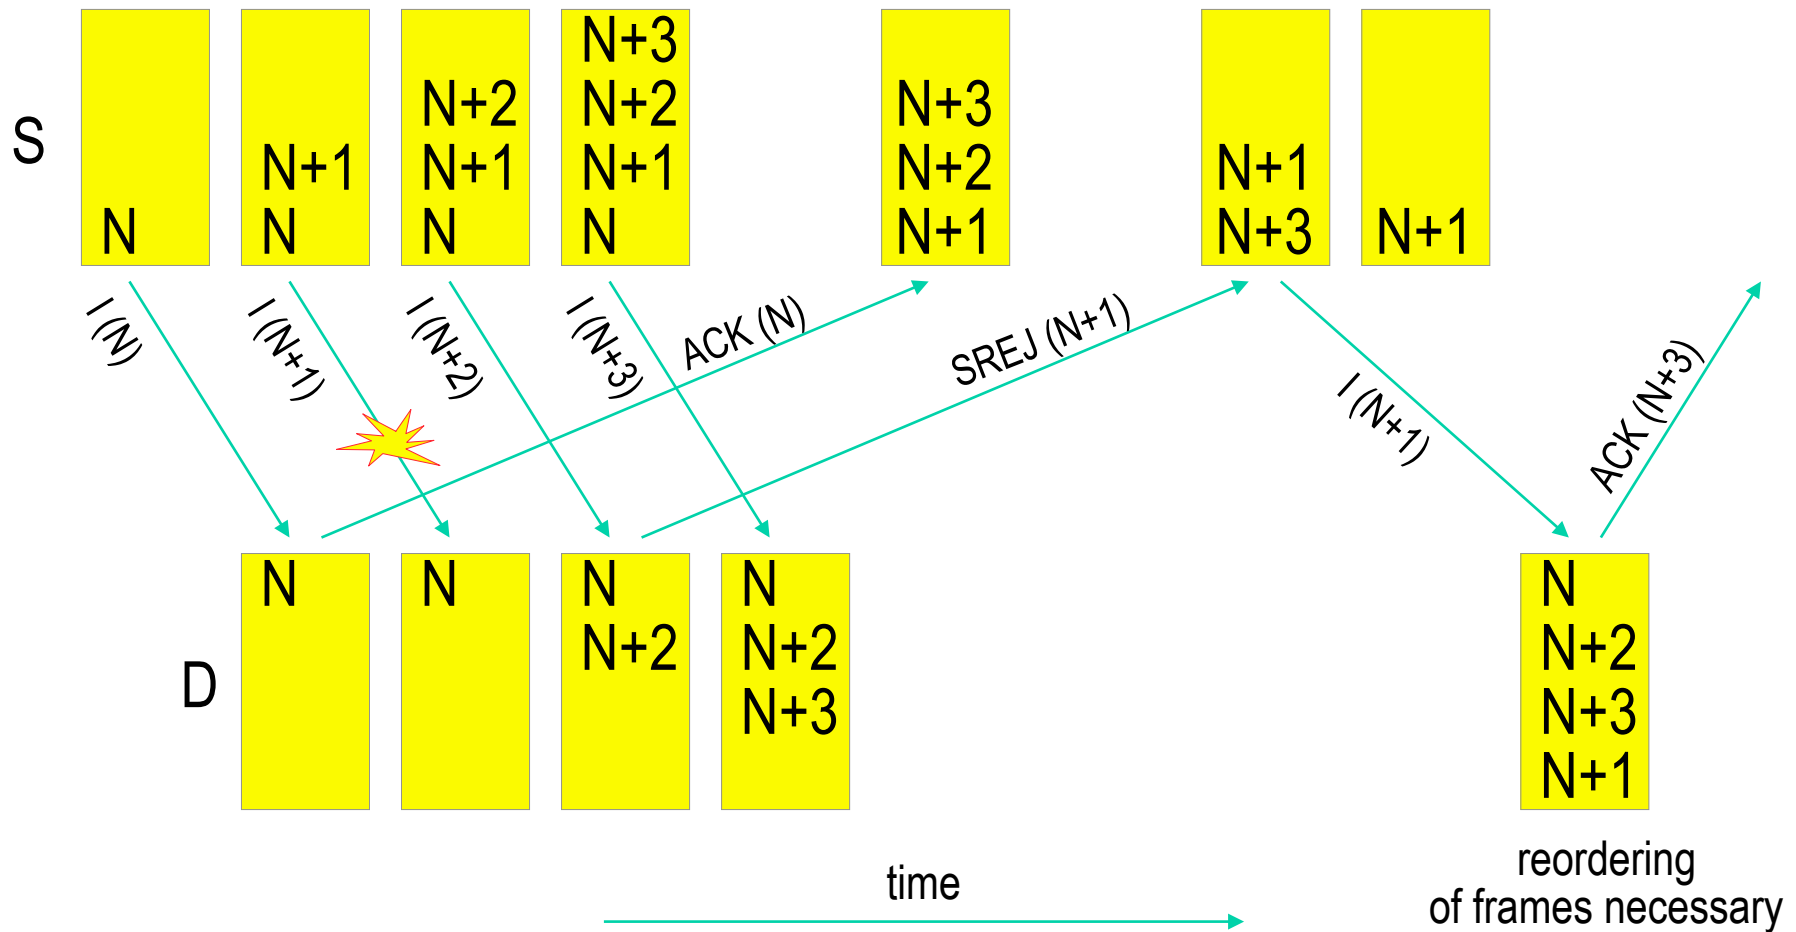 S
N
N+1
N
N+2
N+1
N
N+3
N+2
N+1
N
N+3
N+2
N+1
N+1
N+3
N+1
I (N)
I (N+1)
I (N+2)
I (N+3)
ACK (N)
SREJ (N+1)
I (N+1)
ACK (N+3)
D
N
N
N
N+2
N
N+2
N+3
N
N+2
N+3
N+1
time
reordering
of frames necessary